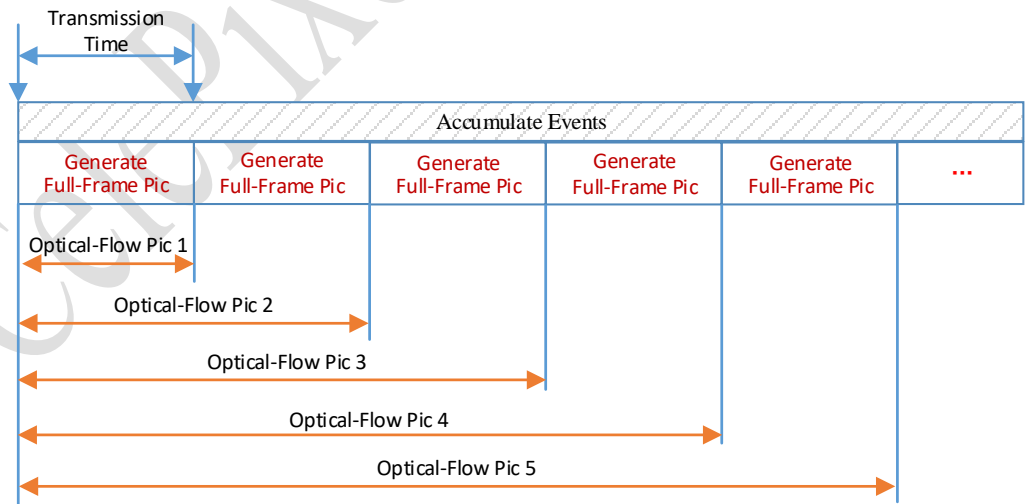 Transmission
Time
Accumulate Events
Generate
Full-Frame Pic
Generate
Full-Frame Pic
Generate
Full-Frame Pic
Generate
Full-Frame Pic
Generate
Full-Frame Pic
...
Optical-Flow Pic 1
Optical-Flow Pic 2
Optical-Flow Pic 3
Optical-Flow Pic 4
Optical-Flow Pic 5
CelePixel